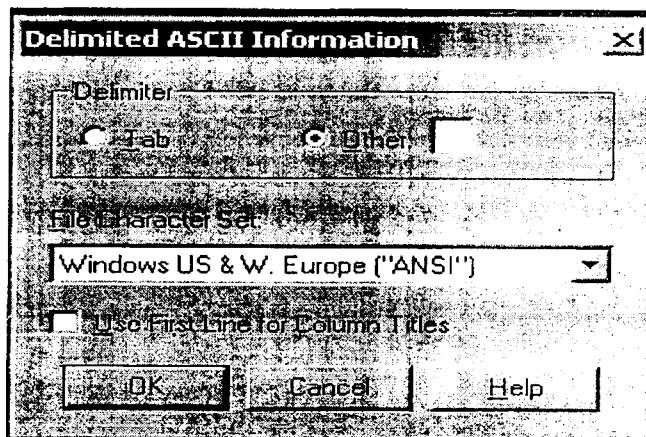 Delimited ASCII Information
Delimiter
Tab Other
File Character Set:
Windows US & W. Europe ("ANSI")
Use First Line for Column Titles
OK Cancel Help